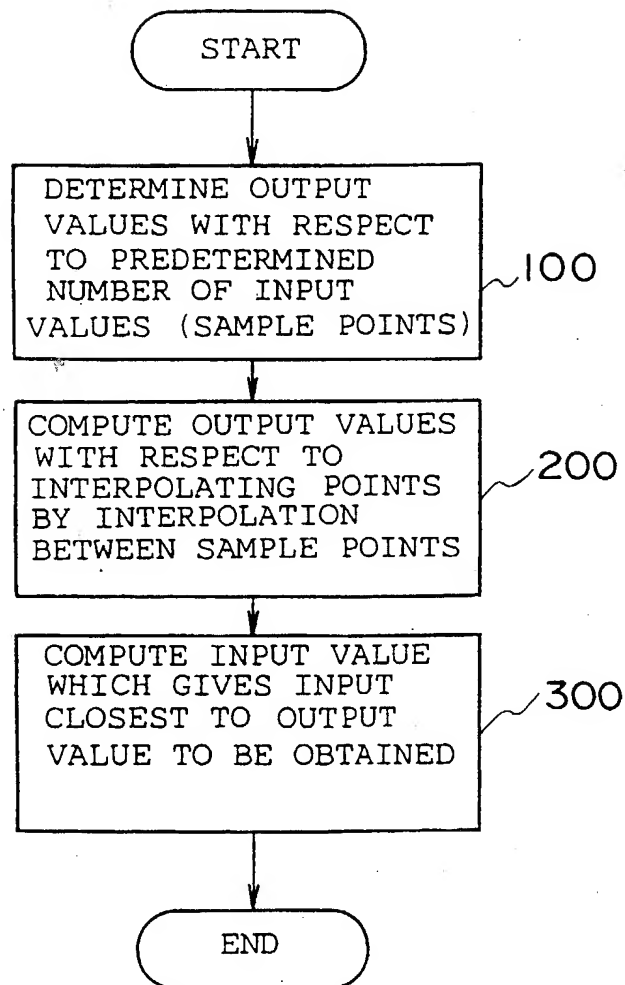 START
DETERMINE OUTPUT
VALUES WITH RESPECT
TO PREDETERMINED
NUMBER OF INPUT
VALUES (SAMPLE POINTS)
100
COMPUTE OUTPUT VALUES
WITH RESPECT TO
INTERPOLATING POINTS
BY INTERPOLATION
BETWEEN SAMPLE POINTS
200
COMPUTE INPUT VALUE
WHICH GIVES INPUT
CLOSEST TO OUTPUT
VALUE TO BE OBTAINED
300
END